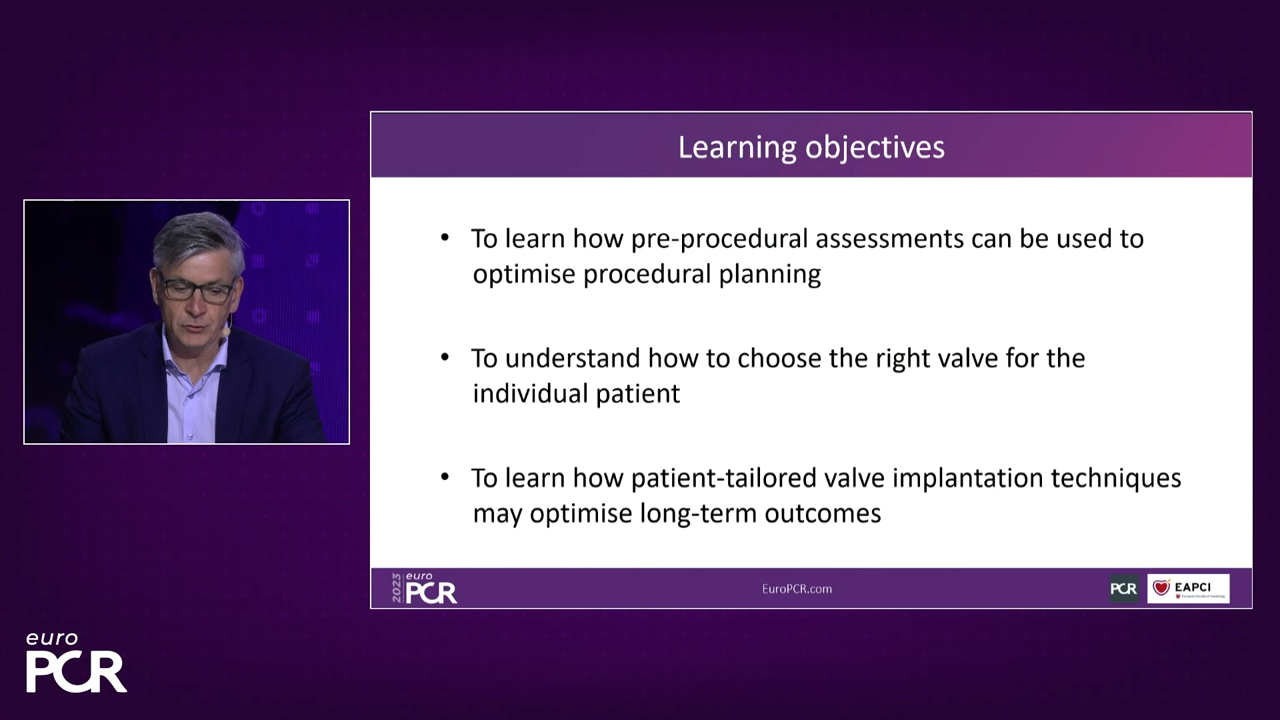 Learning objectives
• To learn how pre-procedural assessments can be used to
optimise procedural planning
• To understand how to choose the right valve for the
individual patient
• To learn how patient-tailored valve implantation techniques
may optimise long-term outcomes
2023 euro PCR
EuroPCR.com
PCR
EAPCI
euro
PCR